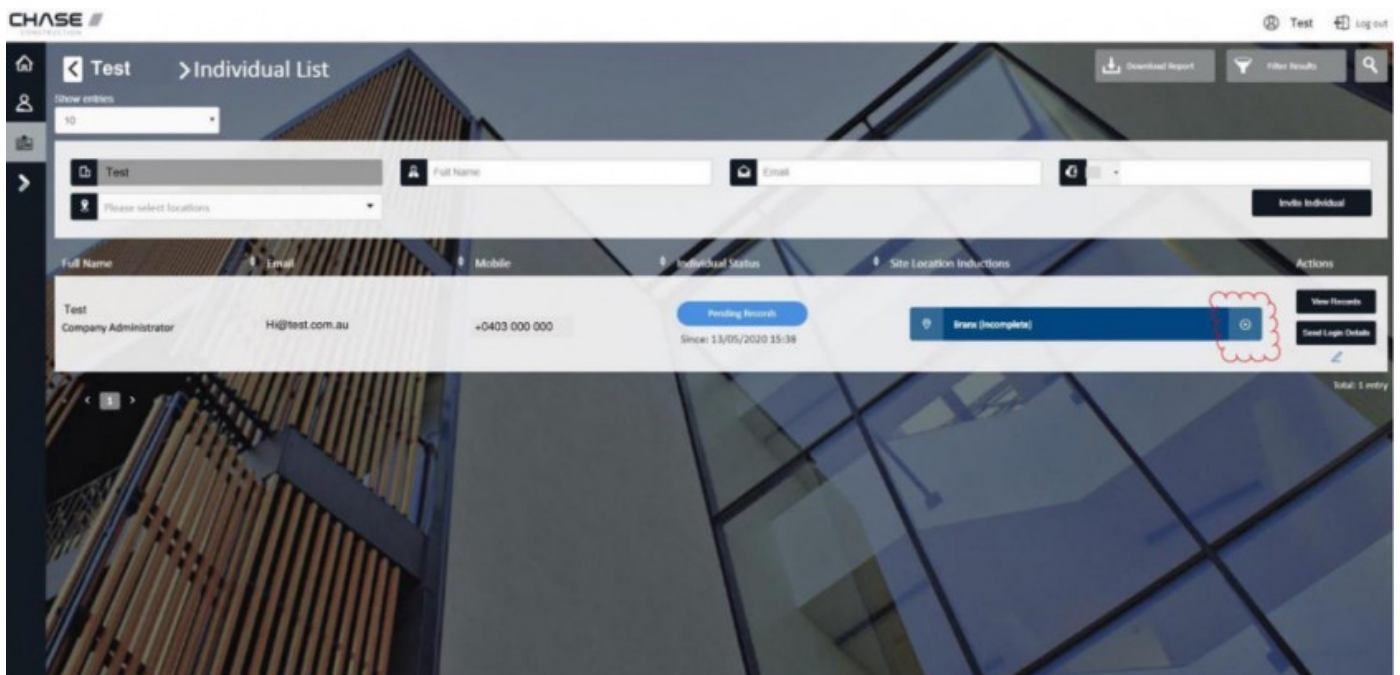 CHASE
CONSTRUCTION
Test Log out
Test >Individual List
Download Report Filter Results
Show entries
10
Test Full Name Email
Please select locations
Invite Individual
Full Name Email Mobile Individual Status Site Location Inductions Actions
Test
Company Administrator
Hi@test.com.au
+0403 000 000
Pending Records
Since: 13/05/2020 15:38
Branx (Incomplete)
View Records
Send Login Details
Total: 1 entry
< 1 >